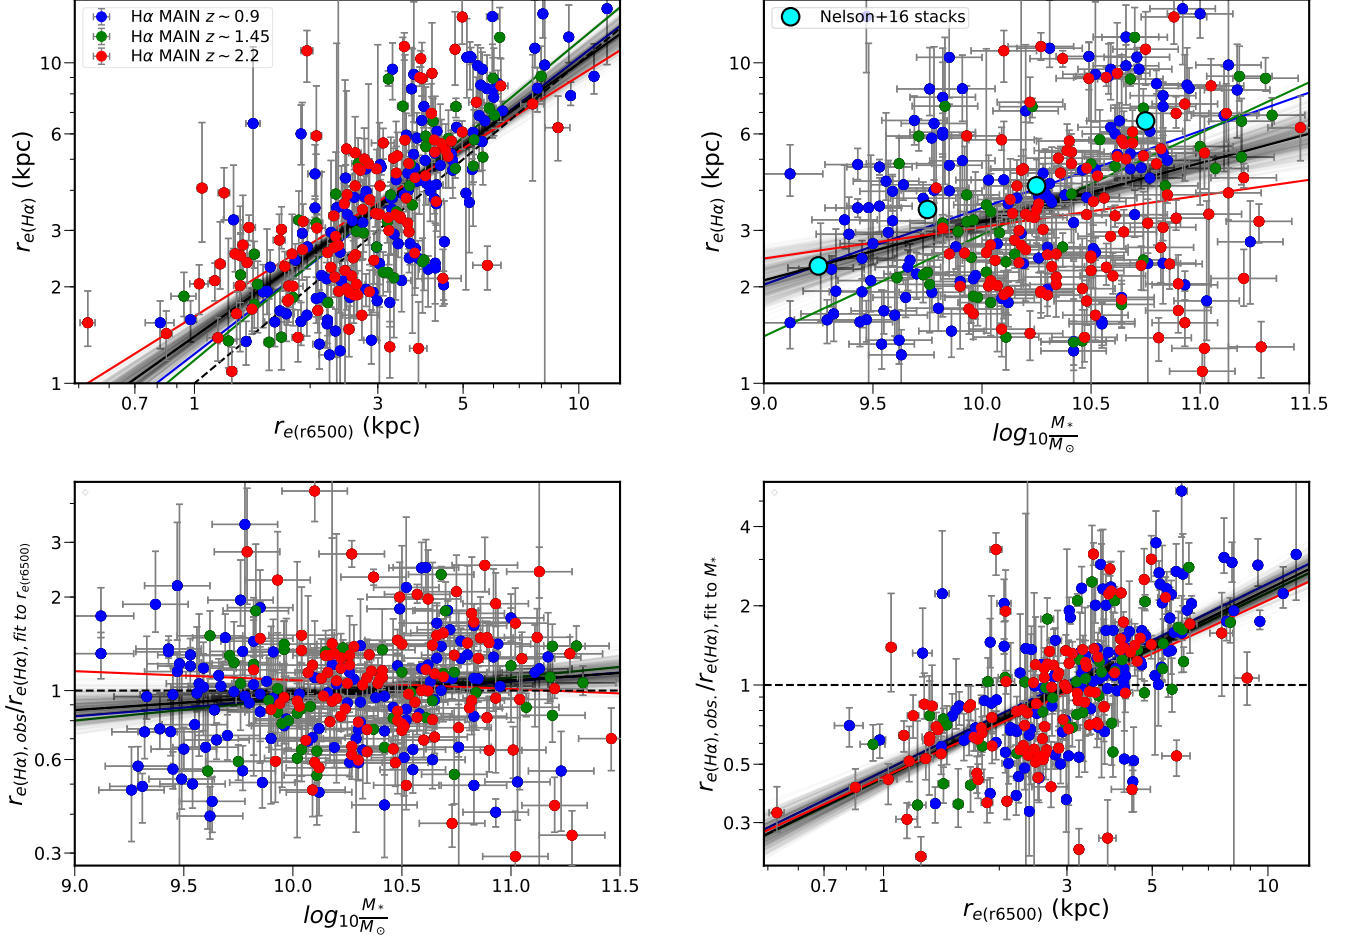 Hα MAIN z ~ 0.9
Hα MAIN z ~ 1.45
Hα MAIN z ~ 2.2
10
6
3
2
1
r_e(Hα) (kpc)
0.7 1 3 5 10
r_e(r6500) (kpc)
Nelson+16 stacks
10
6
3
2
1
r_e(Hα) (kpc)
9.0 9.5 10.0 10.5 11.0 11.5
log₁₀ M_*/M_⊙
3
2
1
0.6
0.3
r_e(Hα), obs/r_e(Hα), fit to r_e(r6500)
9.0 9.5 10.0 10.5 11.0 11.5
log₁₀ M_*/M_⊙
4
2
1
0.5
0.3
r_e(Hα), obs. /r_e(Hα), fit to M_*
0.7 1 3 5 10
r_e(r6500) (kpc)